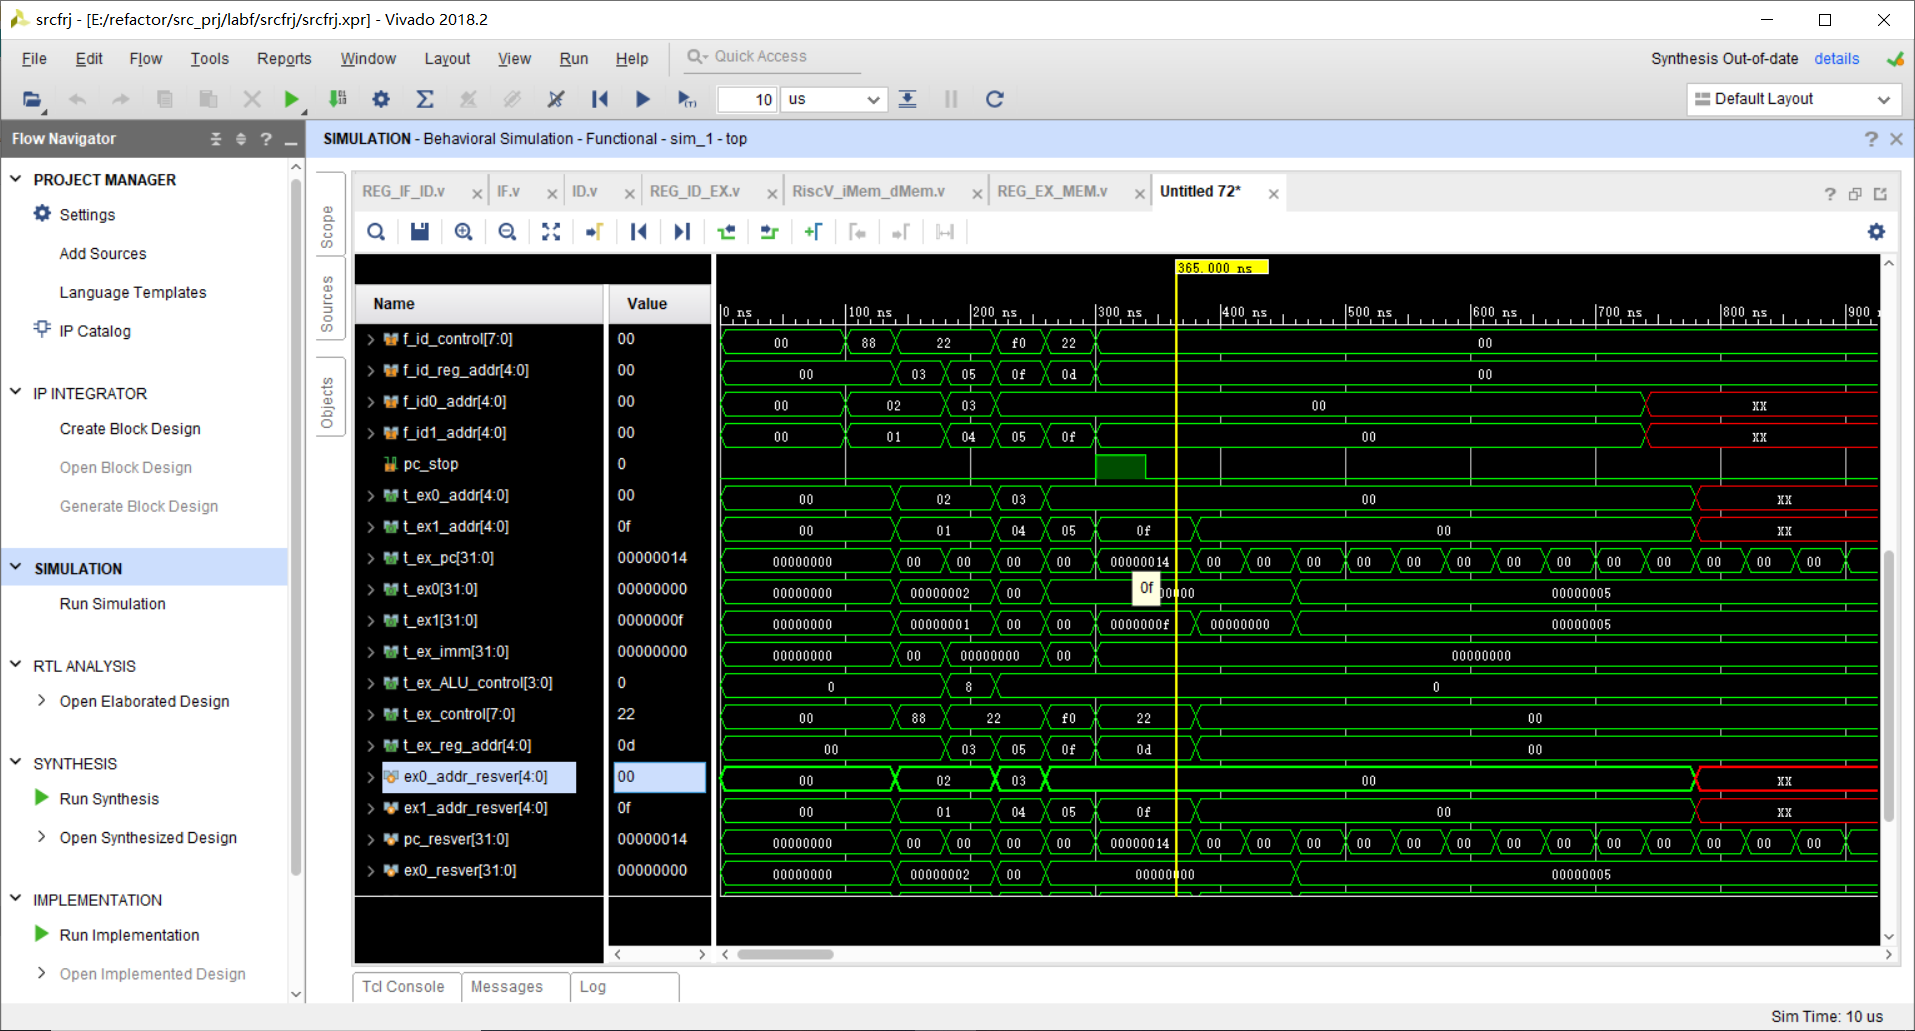 srcfrj - [E:/refactor/src_prj/labf/srcfrj/srcfrj.xpr] - Vivado 2018.2
File Edit Flow Tools Reports Window Layout View Run Help Quick Access
Synthesis Out-of-date details
10 us
Default Layout
Flow Navigator
SIMULATION - Behavioral Simulation - Functional - sim_1 - top
PROJECT MANAGER
Settings
Add Sources
Language Templates
IP Catalog
IP INTEGRATOR
Create Block Design
Open Block Design
Generate Block Design
SIMULATION
Run Simulation
RTL ANALYSIS
Open Elaborated Design
SYNTHESIS
Run Synthesis
Open Synthesized Design
IMPLEMENTATION
Run Implementation
Open Implemented Design
Scope
Sources
Objects
REG_IF_ID.v IF.v ID.v REG_ID_EX.v RiscV_iMem_dMem.v REG_EX_MEM.v Untitled 72*
365.000 ns
Name Value
0 ns 100 ns 200 ns 300 ns 400 ns 500 ns 600 ns 700 ns 800 ns 900
f_id_control[7:0] 00 00 88 22 f0 22 00
f_id_reg_addr[4:0] 00 00 03 05 0f 0d 00
f_id0_addr[4:0] 00 00 02 03 00 XX
f_id1_addr[4:0] 00 00 01 04 05 0f 00 XX
pc_stop 0
t_ex0_addr[4:0] 00 00 02 03 00 XX
t_ex1_addr[4:0] 0f 00 01 04 05 0f 00 XX
t_ex_pc[31:0] 00000014 00000000 00 00 00 00 00000014 00 00 00 00 00 00 00 00 00 00 00 00 00
t_ex0[31:0] 00000000 00000000 00000002 00 0f 0000 00000005
t_ex1[31:0] 0000000f 00000000 00000001 00 00 0000000f 00000000 00000005
t_ex_imm[31:0] 00000000 00000000 00 00000000 00 00000000
t_ex_ALU_control[3:0] 0 0 8 0
t_ex_control[7:0] 22 00 88 22 f0 22 00
t_ex_reg_addr[4:0] 0d 00 03 05 0f 0d 00
ex0_addr_resver[4:0] 00 00 02 03 00 XX
ex1_addr_resver[4:0] 0f 00 01 04 05 0f 00 XX
pc_resver[31:0] 00000014 00000000 00 00 00 00 00000014 00 00 00 00 00 00 00 00 00 00 00 00 00
ex0_resver[31:0] 00000000 00000000 00000002 00 00000000 00000005
Tcl Console Messages Log
Sim Time: 10 us